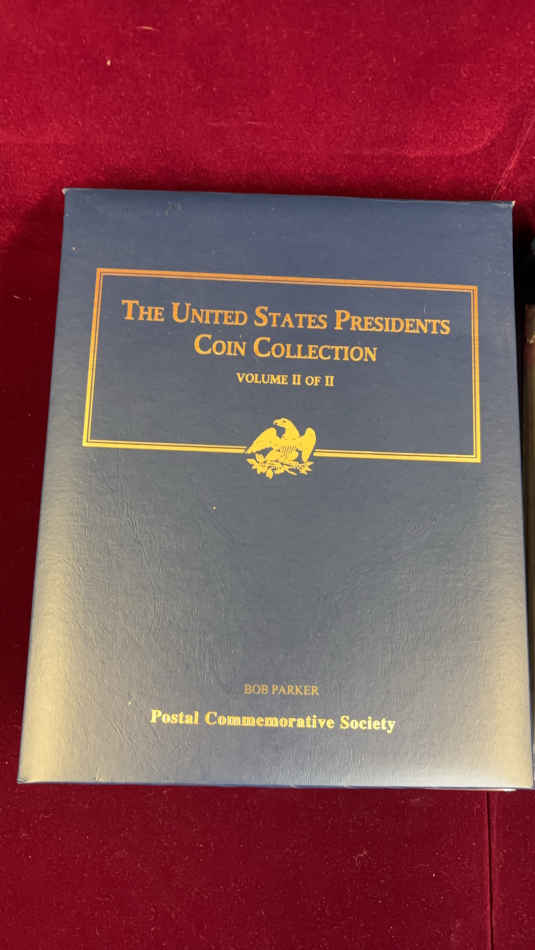 THE UNITED STATES PRESIDENTS
COIN COLLECTION
VOLUME II OF II
BOB PARKER
Postal Commemorative Society